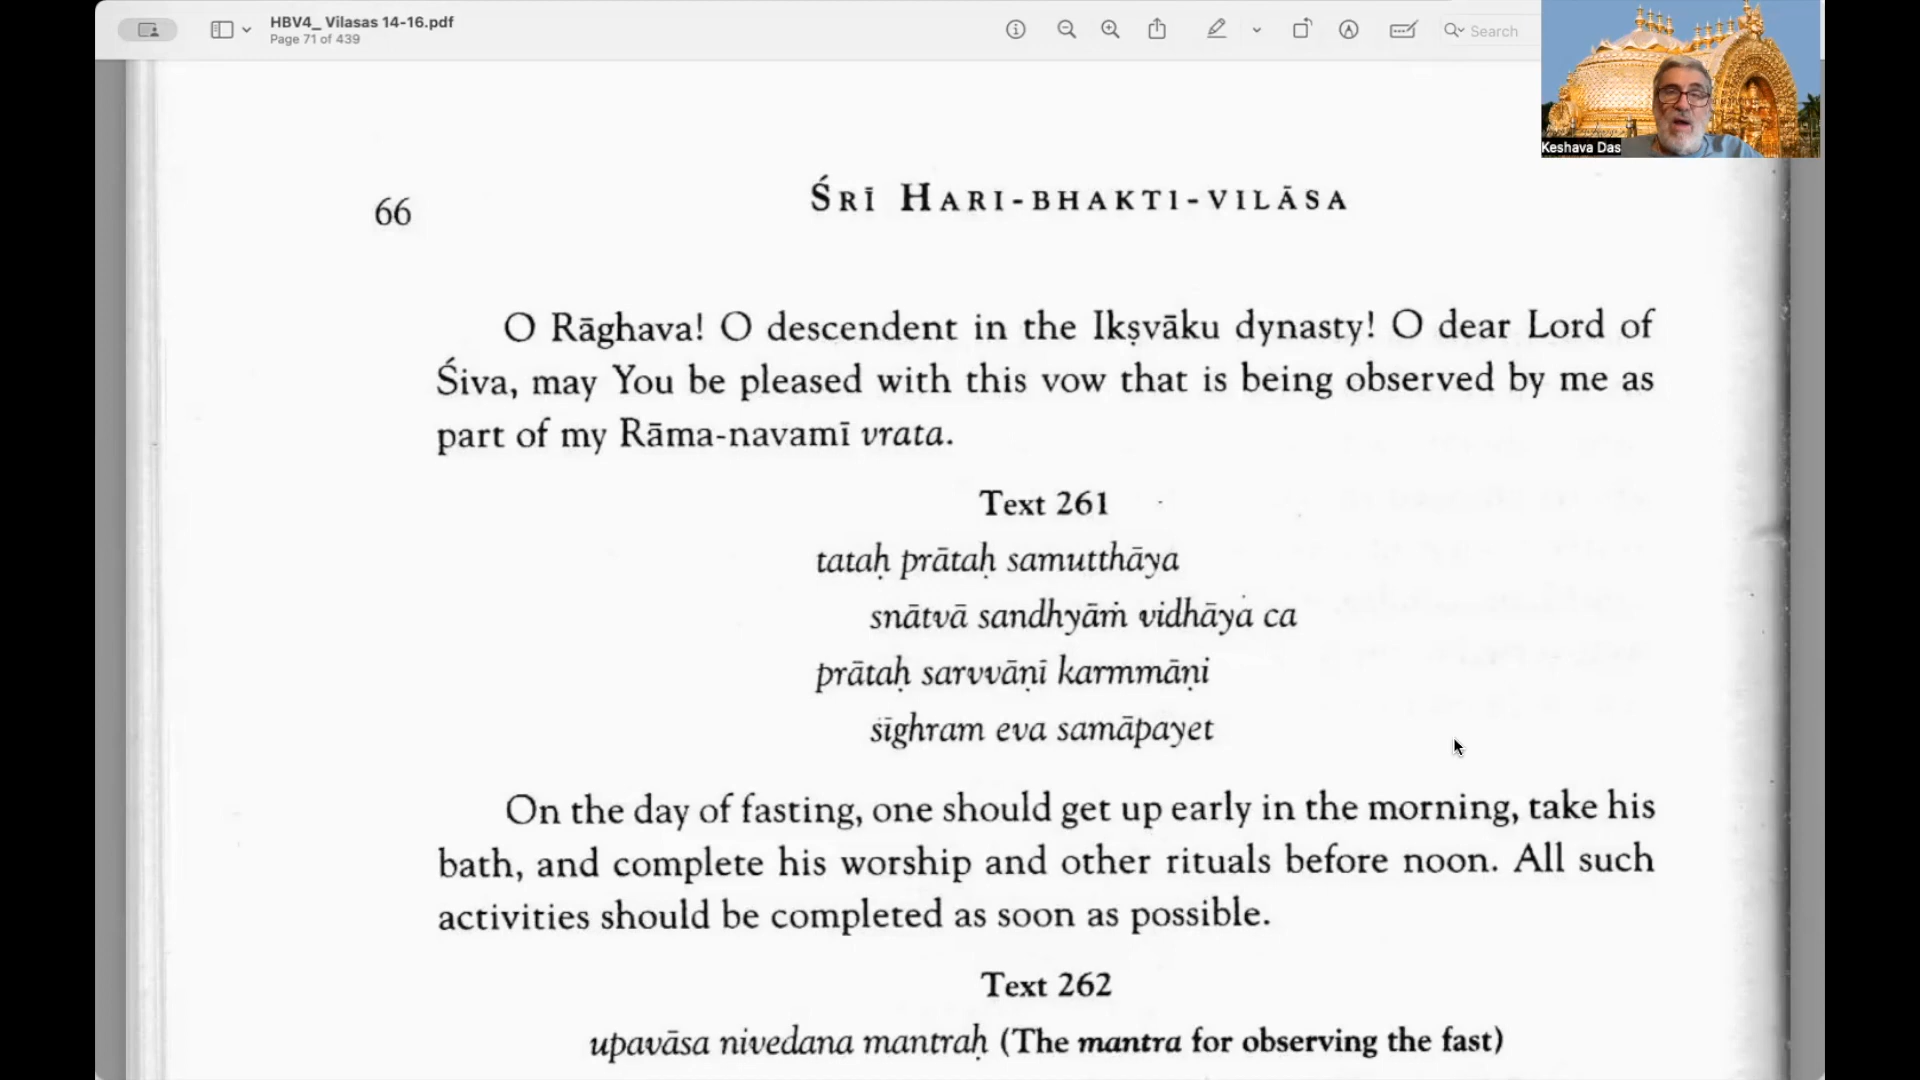 HBV4_ Vilasas 14-16.pdf
Page 71 of 439
Search
Keshava Das
66
ŚRĪ HARI-BHAKTI-VILĀSA
O Rāghava! O descendent in the Ikṣvāku dynasty! O dear Lord of
Śiva, may You be pleased with this vow that is being observed by me as
part of my Rāma-navamī vrata.
Text 261
tataḥ prātaḥ samutthāya
snātvā sandhyāṁ vidhāya ca
prātaḥ sarvvāṇī karmmāṇi
śīghram eva samāpayet
On the day of fasting, one should get up early in the morning, take his
bath, and complete his worship and other rituals before noon. All such
activities should be completed as soon as possible.
Text 262
upavāsa nivedana mantraḥ (The mantra for observing the fast)